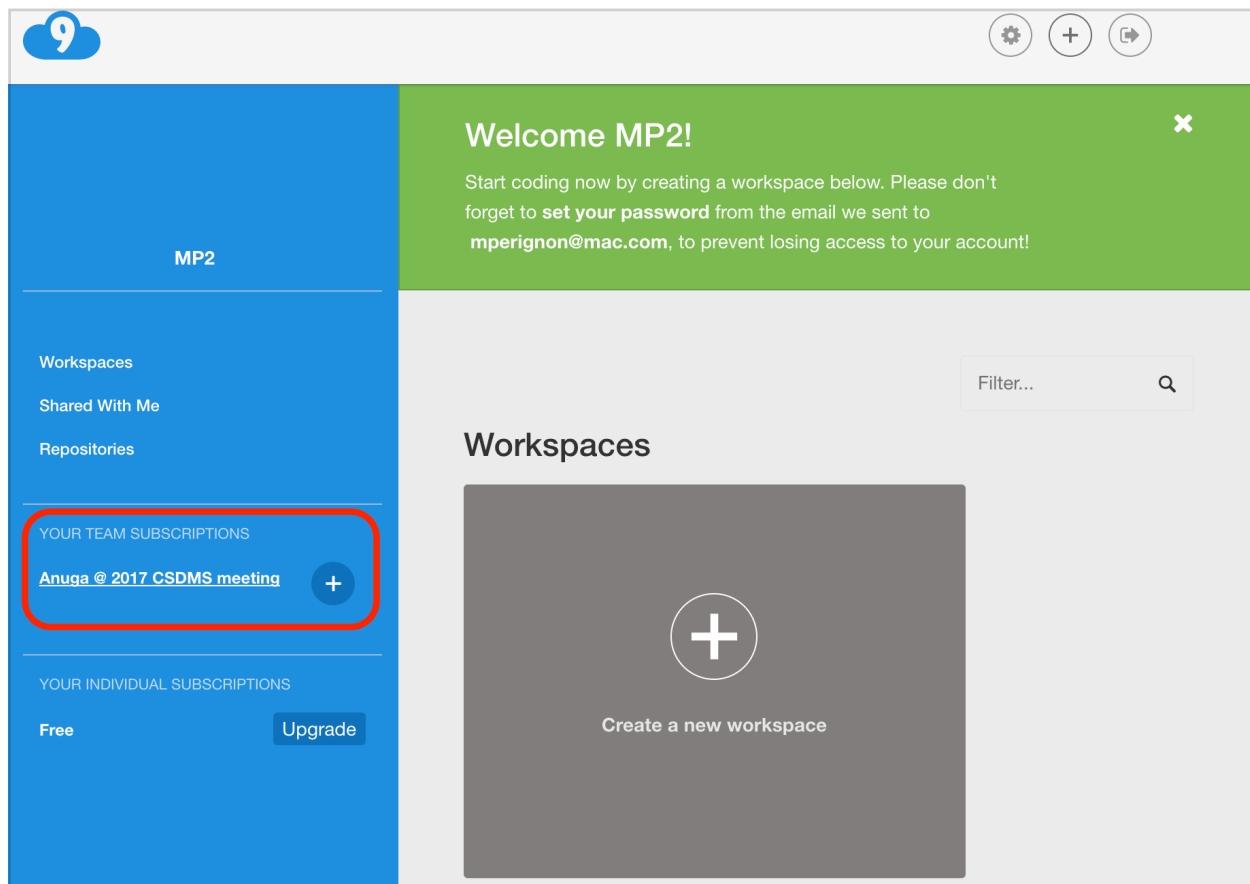 9
Welcome MP2!
Start coding now by creating a workspace below. Please don't
forget to set your password from the email we sent to
mperignon@mac.com, to prevent losing access to your account!
MP2
Workspaces
Shared With Me
Repositories
YOUR TEAM SUBSCRIPTIONS
Anuga @ 2017 CSDMS meeting
YOUR INDIVIDUAL SUBSCRIPTIONS
Free
Upgrade
Filter...
Workspaces
Create a new workspace